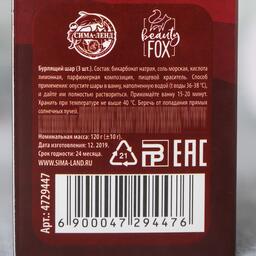 СИМА-ЛЕНД
beauty
FOX
Бурлящий шар (3 шт.). Состав: бикарбонат натрия, соль морская, кислота
лимонная, парфюмерная композиция, пищевой краситель. Способ
применения: опустите шары в ванну, наполненную водой (t воды 36-38 °C),
и дайте им полностью раствориться. Принимайте ванну 15-20 минут.
Хранить при температуре не выше 40 °C. Беречь от попадания прямых
солнечных лучей.
Номинальная масса: 120 г (±10 г).
Дата изготовления: 12. 2019.
Срок годности: 24 месяца.
WWW.SIMA-LAND.RU
21
EAC
Арт.: 4729447
6 900047 294476